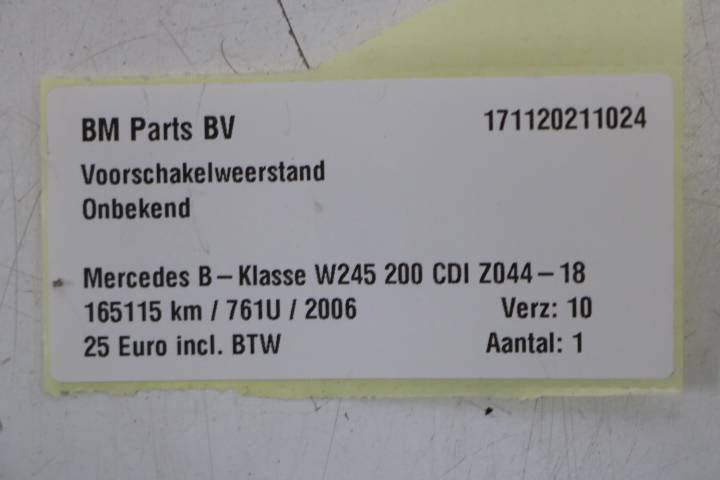 BM Parts BV 171120211024
Voorschakelweerstand
Onbekend
Mercedes B-Klasse W245 200 CDI Z044-18
165115 km / 761U / 2006 Verz: 10
25 Euro incl. BTW Aantal: 1